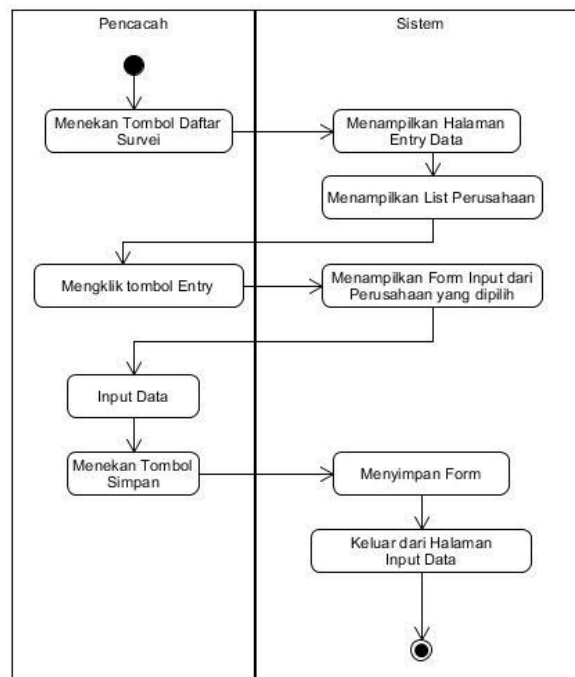 Pencacah
Sistem
Menekan Tombol Daftar
Survei
Menampilkan Halaman
Entry Data
Menampilkan List Perusahaan
Mengklik tombol Entry
Menampilkan Form Input dari
Perusahaan yang dipilih
Input Data
Menekan Tombol
Simpan
Menyimpan Form
Keluar dari Halaman
Input Data